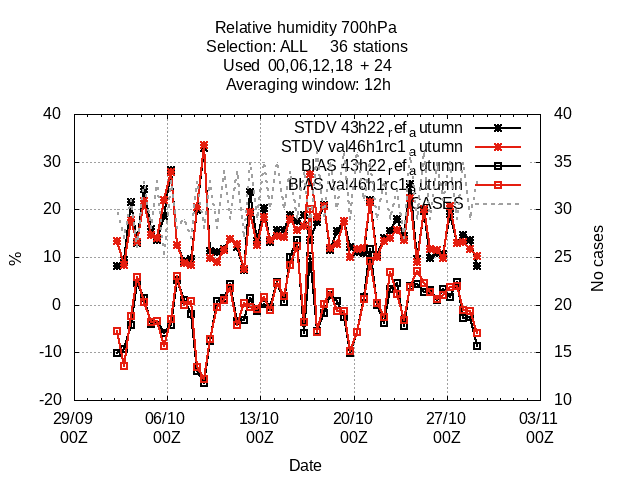 Relative humidity 700hPa
Selection: ALL 36 stations
Used 00,06,12,18 + 24
Averaging window: 12h
STDV 43h22_ref_autumn
STDV val46h1rc1_autumn
BIAS 43h22_ref_autumn
BIAS val46h1rc1_autumn
CASES
40
30
20
10
0
-10
-20
%
40
35
30
25
20
15
10
No cases
29/09 00Z
06/10 00Z
13/10 00Z
20/10 00Z
27/10 00Z
03/11 00Z
Date